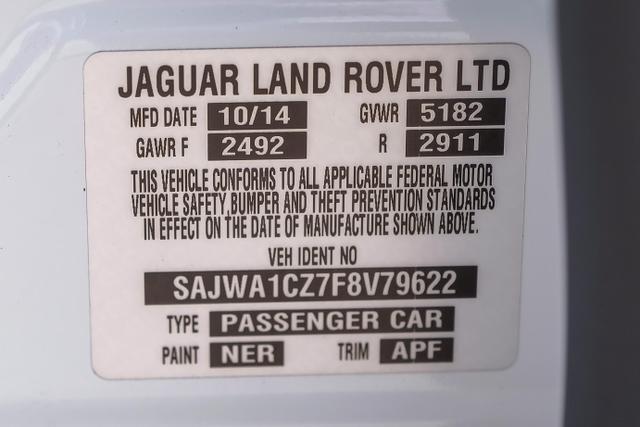 JAGUAR LAND ROVER LTD
MFD DATE 10/14 GVWR 5182
GAWR F 2492 R 2911
THIS VEHICLE CONFORMS TO ALL APPLICABLE FEDERAL MOTOR
VEHICLE SAFETY,BUMPER AND THEFT PREVENTION STANDARDS
IN EFFECT ON THE DATE OF MANUFACTURE SHOWN ABOVE.
VEH IDENT NO
SAJWA1CZ7F8V79622
TYPE PASSENGER CAR
PAINT NER TRIM APF